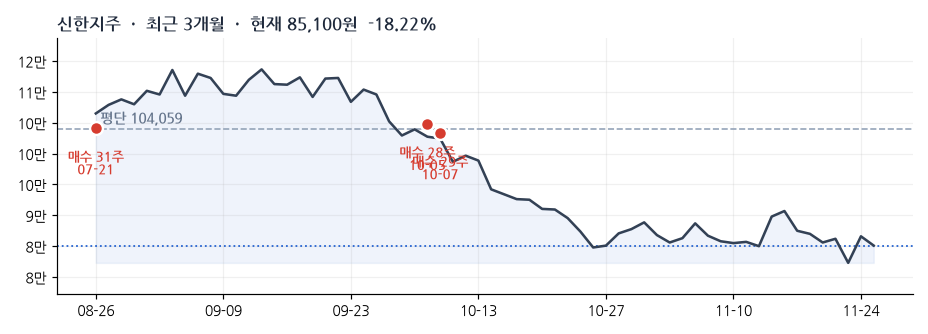 신한지주 · 최근 3개월 · 현재 85,100원 -18.22%
12만
11만
10만
10만
10만
9만
8만
8만
평단 104,059
매수 31주
07-21
매수 28주
10-07
08-26
09-09
09-23
10-13
10-27
11-10
11-24